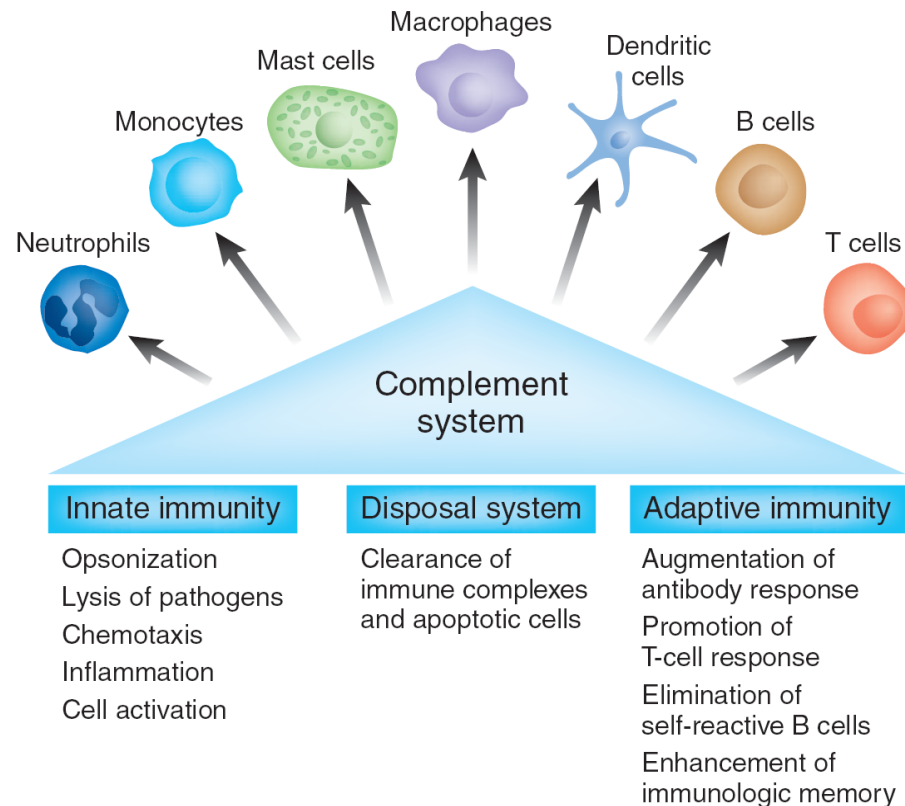 Macrophages
Dendritic
cells
Mast cells
Monocytes
B cells
Neutrophils
T cells
Complement
system
Innate immunity
Opsonization
Lysis of pathogens
Chemotaxis
Inflammation
Cell activation
Disposal system
Clearance of
immune complexes
and apoptotic cells
Adaptive immunity
Augmentation of
antibody response
Promotion of
T-cell response
Elimination of
self-reactive B cells
Enhancement of
immunologic memory